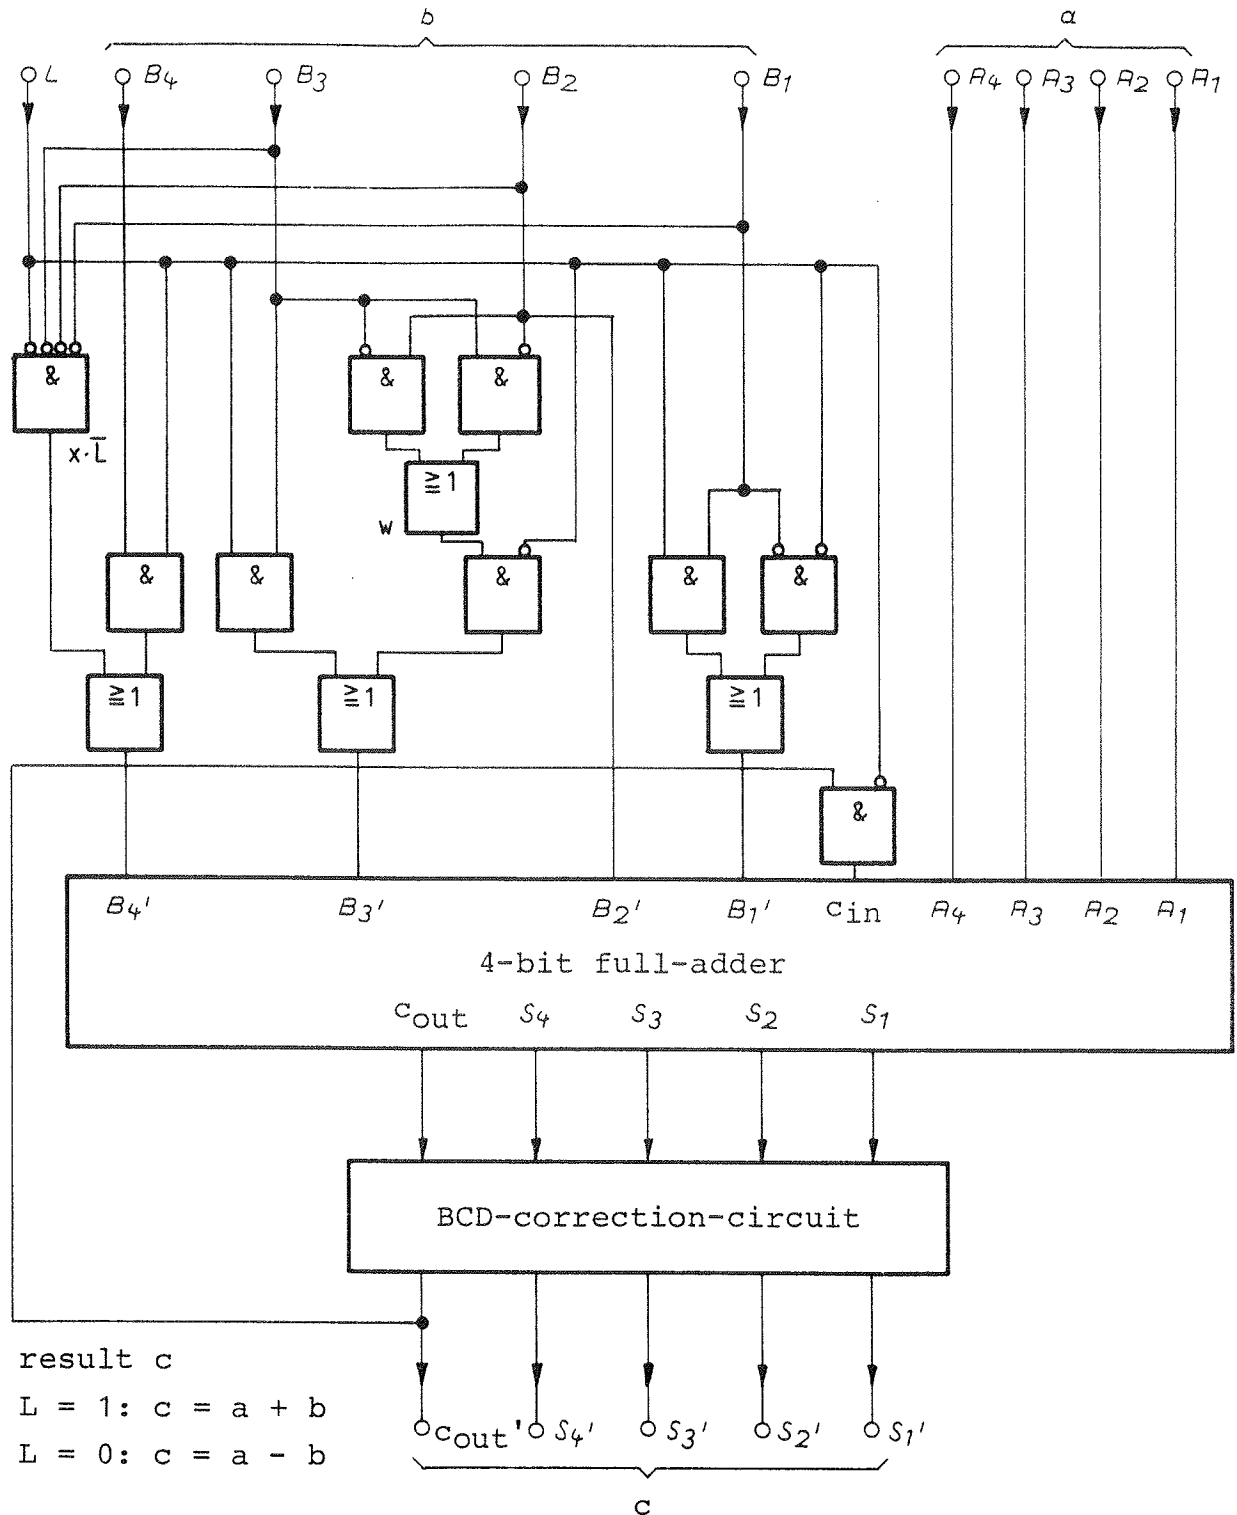 b a
L B4 B3 B2 B1 A4 A3 A2 A1
& & &
x·L̅
≧1
w
& & & & &
≧1 ≧1 ≧1
&
B4' B3' B2' B1' cin A4 A3 A2 A1
4-bit full-adder
cout S4 S3 S2 S1
BCD-correction-circuit
result c
L = 1: c = a + b
L = 0: c = a - b
cout' S4' S3' S2' S1'
c